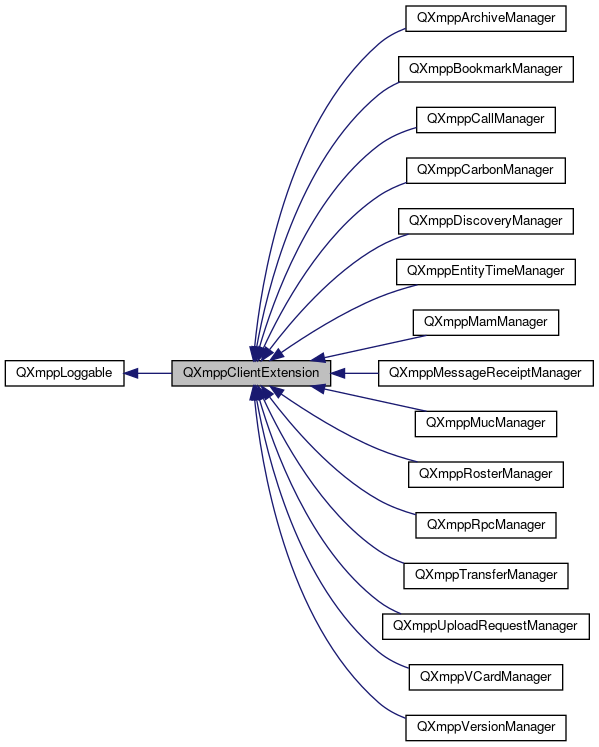 QXmppArchiveManager
QXmppBookmarkManager
QXmppCallManager
QXmppCarbonManager
QXmppDiscoveryManager
QXmppEntityTimeManager
QXmppMamManager
QXmppLoggable
QXmppClientExtension
QXmppMessageReceiptManager
QXmppMucManager
QXmppRosterManager
QXmppRpcManager
QXmppTransferManager
QXmppUploadRequestManager
QXmppVCardManager
QXmppVersionManager